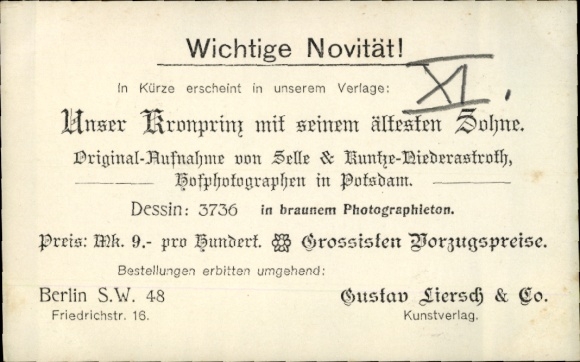 Wichtige Novität!
In Kürze erscheint in unserem Verlage:
XI.
Unser Kronprinz mit seinem ältesten Sohne.
Original-Aufnahme von Selle & Kuntze-Niederastroth,
Hofphotographen in Potsdam.
Dessin: 3736 in braunem Photographieton.
Preis: Mk. 9.- pro Hundert. Grossisten Vorzugspreise.
Bestellungen erbitten umgehend:
Berlin S.W. 48 Gustav Liersch & Co.
Friedrichstr. 16. Kunstverlag.